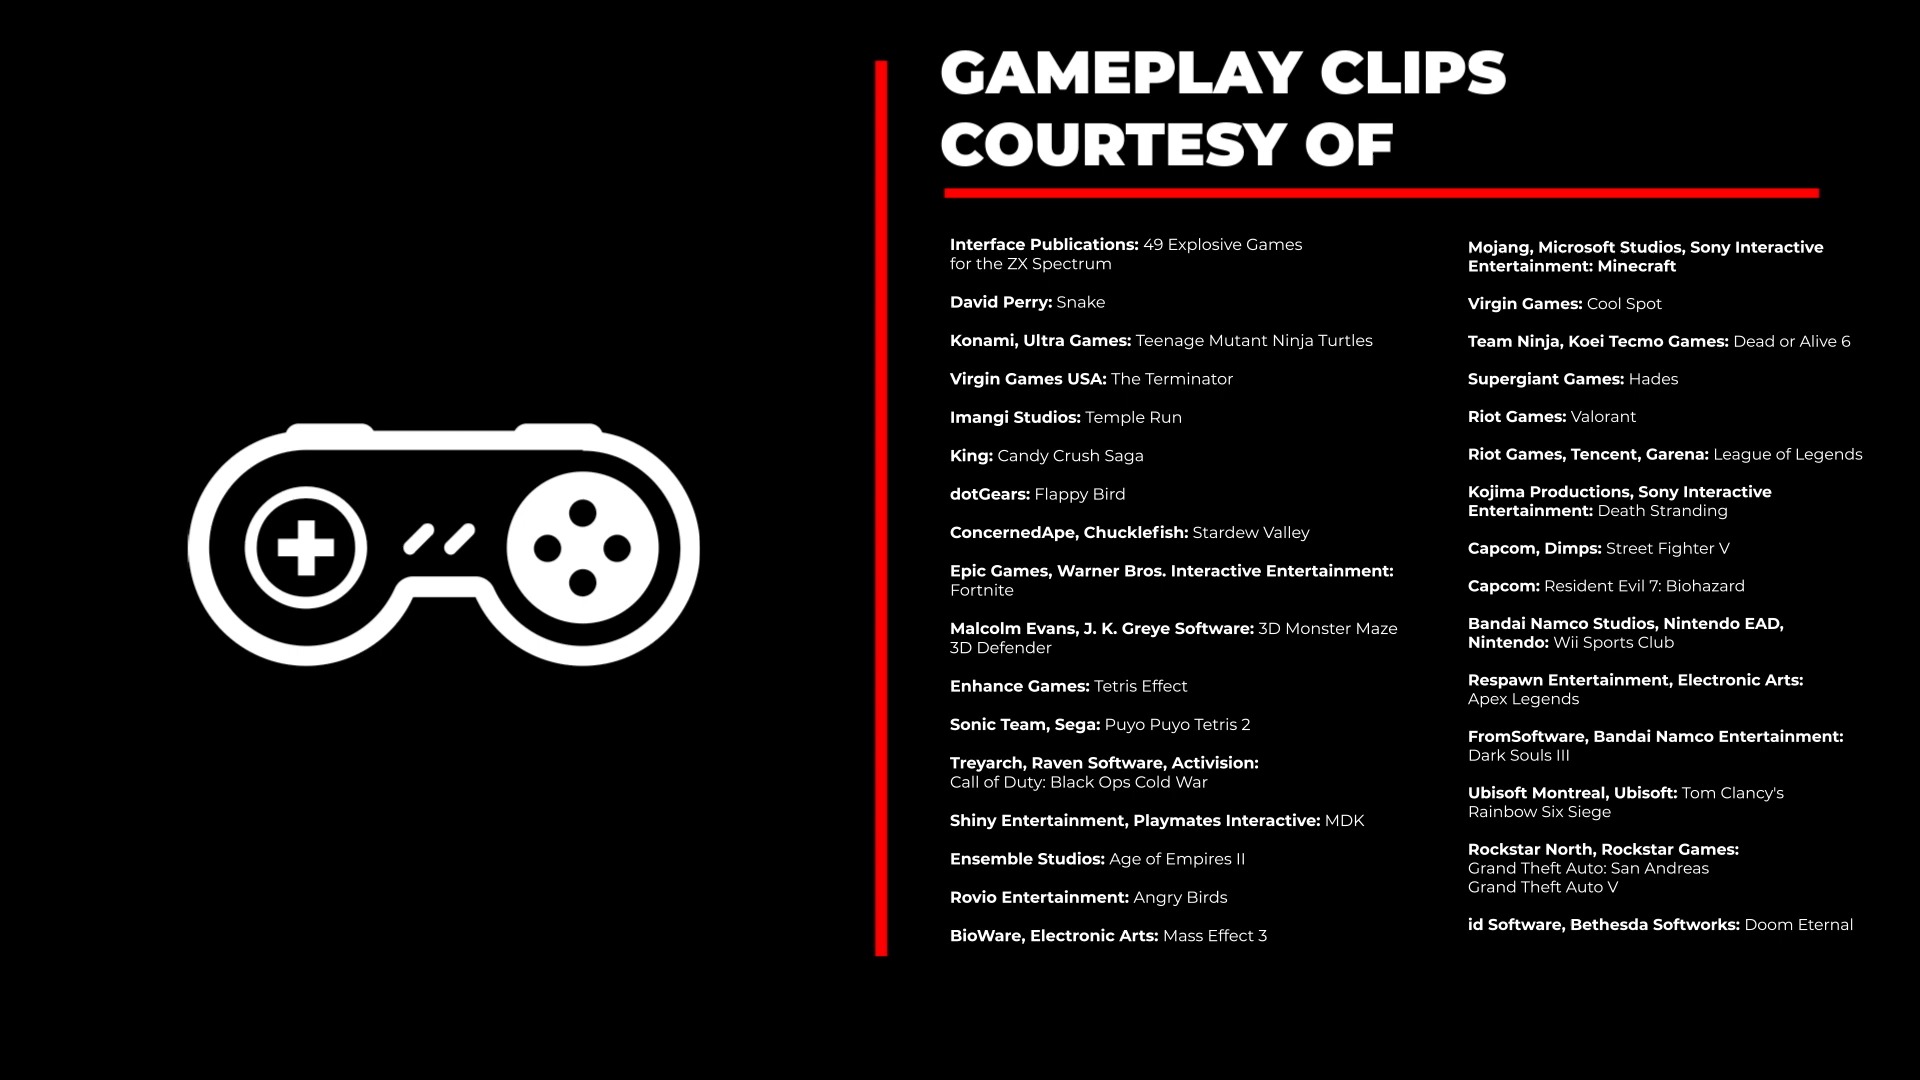 GAMEPLAY CLIPS
COURTESY OF
Interface Publications: 49 Explosive Games
for the ZX Spectrum
David Perry: Snake
Konami, Ultra Games: Teenage Mutant Ninja Turtles
Virgin Games USA: The Terminator
Imangi Studios: Temple Run
King: Candy Crush Saga
dotGears: Flappy Bird
ConcernedApe, Chucklefish: Stardew Valley
Epic Games, Warner Bros. Interactive Entertainment:
Fortnite
Malcolm Evans, J. K. Greye Software: 3D Monster Maze
3D Defender
Enhance Games: Tetris Effect
Sonic Team, Sega: Puyo Puyo Tetris 2
Treyarch, Raven Software, Activision:
Call of Duty: Black Ops Cold War
Shiny Entertainment, Playmates Interactive: MDK
Ensemble Studios: Age of Empires II
Rovio Entertainment: Angry Birds
BioWare, Electronic Arts: Mass Effect 3
Mojang, Microsoft Studios, Sony Interactive
Entertainment: Minecraft
Virgin Games: Cool Spot
Team Ninja, Koei Tecmo Games: Dead or Alive 6
Supergiant Games: Hades
Riot Games: Valorant
Riot Games, Tencent, Garena: League of Legends
Kojima Productions, Sony Interactive
Entertainment: Death Stranding
Capcom, Dimps: Street Fighter V
Capcom: Resident Evil 7: Biohazard
Bandai Namco Studios, Nintendo EAD,
Nintendo: Wii Sports Club
Respawn Entertainment, Electronic Arts:
Apex Legends
FromSoftware, Bandai Namco Entertainment:
Dark Souls III
Ubisoft Montreal, Ubisoft: Tom Clancy's
Rainbow Six Siege
Rockstar North, Rockstar Games:
Grand Theft Auto: San Andreas
Grand Theft Auto V
id Software, Bethesda Softworks: Doom Eternal